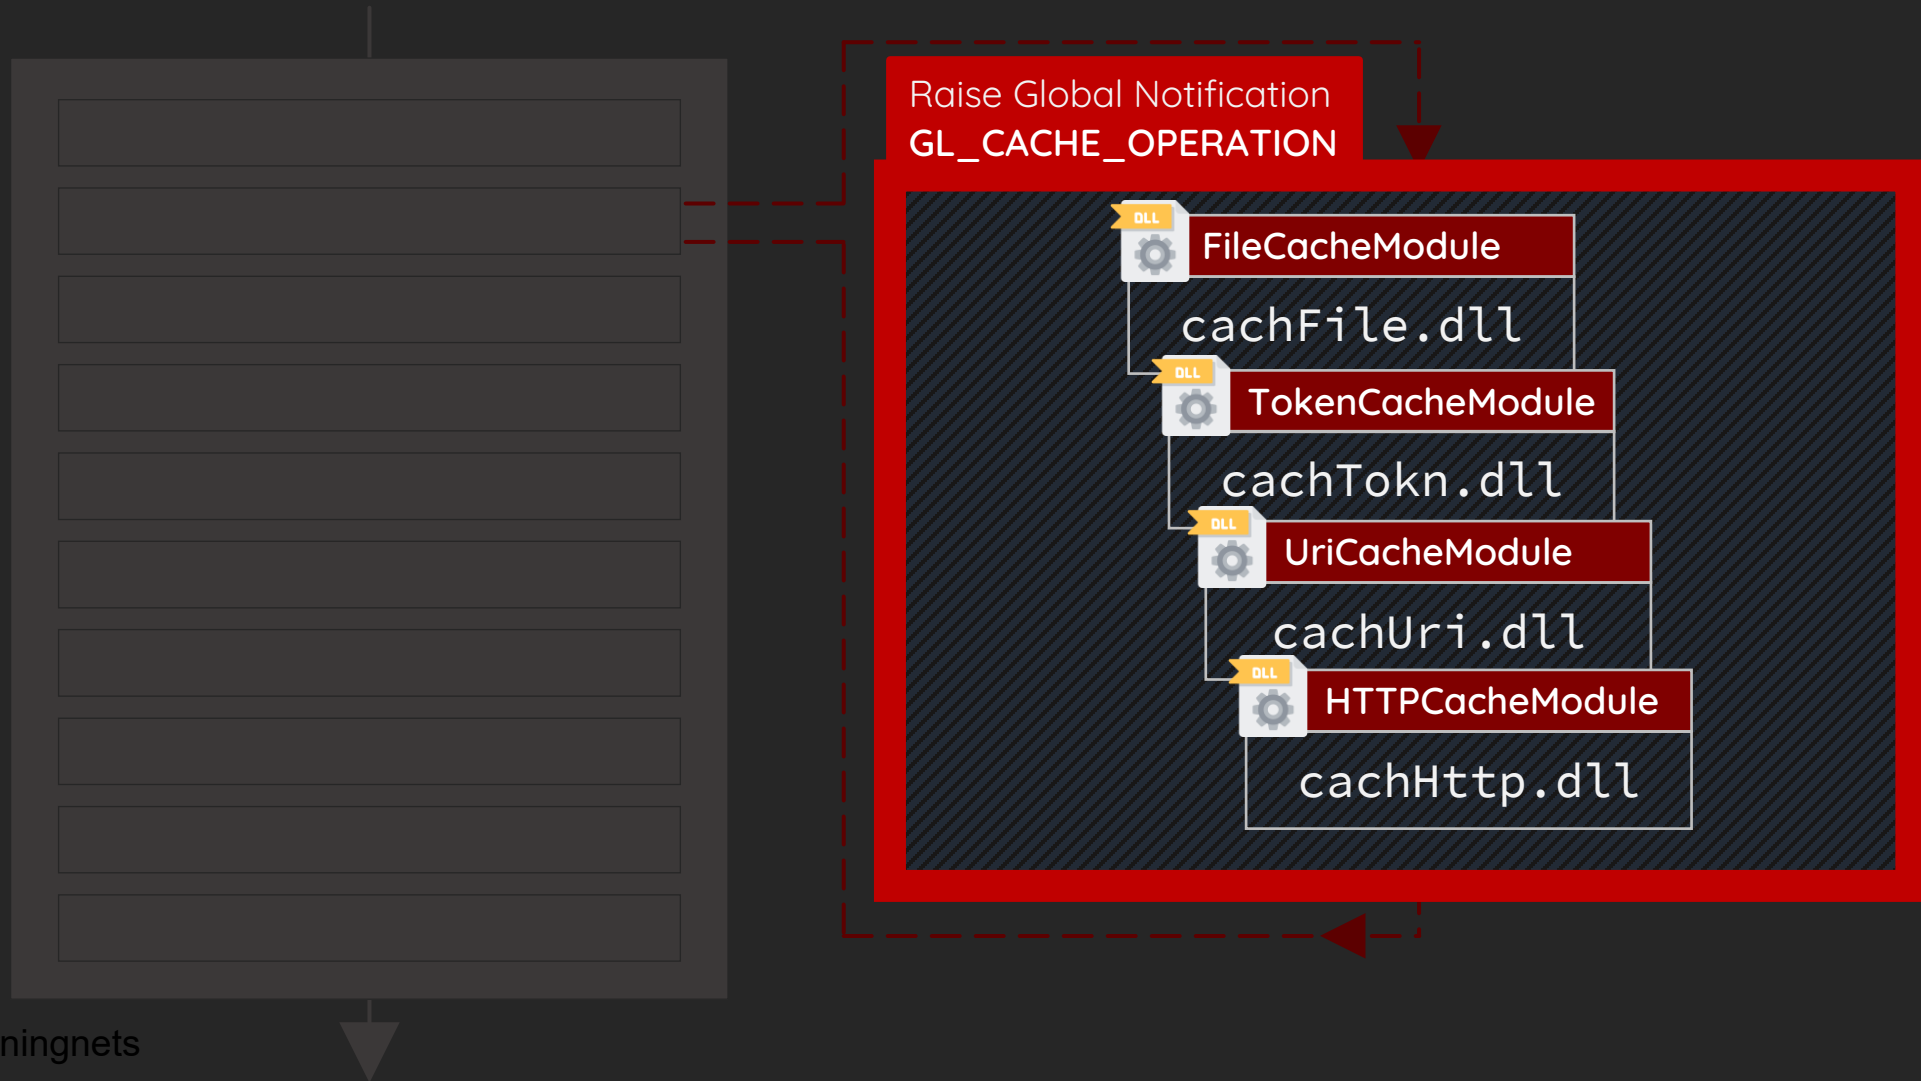 Raise Global Notification
GL_CACHE_OPERATION
DLL
FileCacheModule
cachFile.dll
DLL
TokenCacheModule
cachTokn.dll
DLL
UriCacheModule
cachUri.dll
DLL
HTTPCacheModule
cachHttp.dll
ningnets